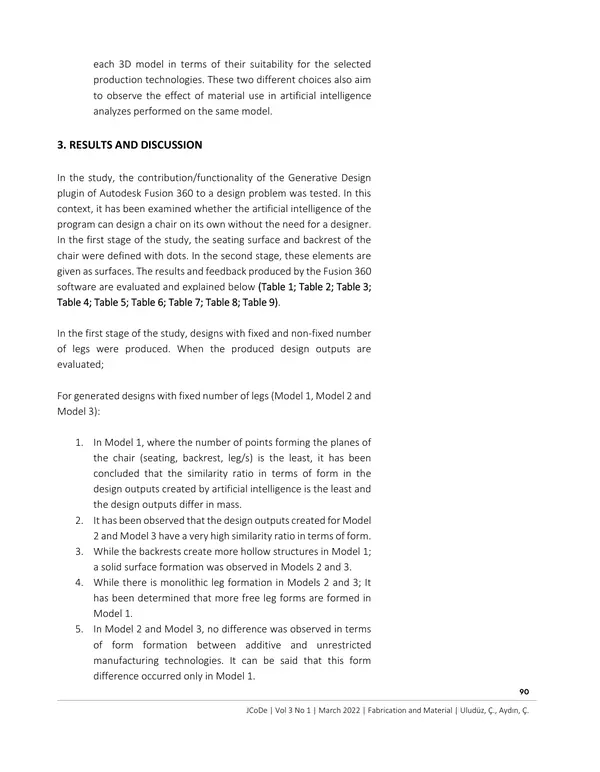 each 3D model in terms of their suitability for the selected
production technologies. These two different choices also aim
to observe the effect of material use in artificial intelligence
analyzes performed on the same model.
3. RESULTS AND DISCUSSION
In the study, the contribution/functionality of the Generative Design
plugin of Autodesk Fusion 360 to a design problem was tested. In this
context, it has been examined whether the artificial intelligence of the
program can design a chair on its own without the need for a designer.
In the first stage of the study, the seating surface and backrest of the
chair were defined with dots. In the second stage, these elements are
given as surfaces. The results and feedback produced by the Fusion 360
software are evaluated and explained below (Table 1; Table 2; Table 3;
Table 4; Table 5; Table 6; Table 7; Table 8; Table 9).
In the first stage of the study, designs with fixed and non-fixed number
of legs were produced. When the produced design outputs are
evaluated;
For generated designs with fixed number of legs (Model 1, Model 2 and
Model 3):
1. In Model 1, where the number of points forming the planes of
the chair (seating, backrest, leg/s) is the least, it has been
concluded that the similarity ratio in terms of form in the
design outputs created by artificial intelligence is the least and
the design outputs differ in mass.
2. It has been observed that the design outputs created for Model
2 and Model 3 have a very high similarity ratio in terms of form.
3. While the backrests create more hollow structures in Model 1;
a solid surface formation was observed in Models 2 and 3.
4. While there is monolithic leg formation in Models 2 and 3; It
has been determined that more free leg forms are formed in
Model 1.
5. In Model 2 and Model 3, no difference was observed in terms
of form formation between additive and unrestricted
manufacturing technologies. It can be said that this form
difference occurred only in Model 1.
90
JCoDe | Vol 3 No 1 | March 2022 | Fabrication and Material | Uludüz, Ç., Aydın, Ç.